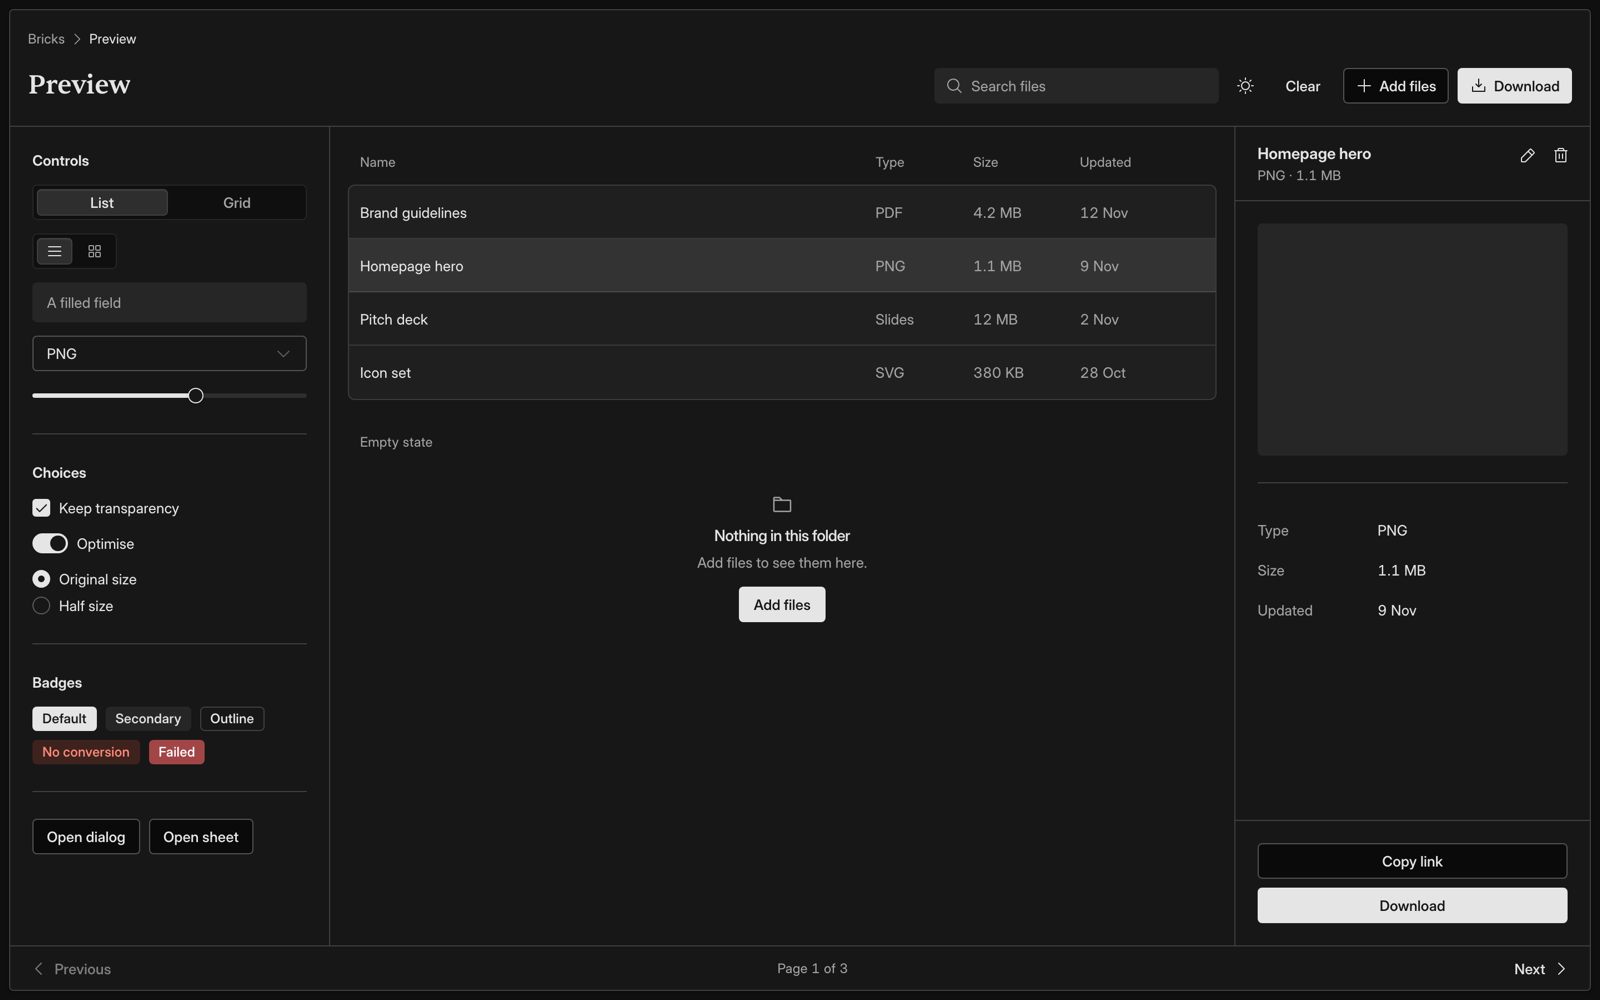 Bricks > Preview
Preview
Search files
Clear
Add files
Download
Controls
List Grid
A filled field
PNG
Choices
Keep transparency
Optimise
Original size
Half size
Badges
Default Secondary Outline
No conversion Failed
Open dialog Open sheet
Name Type Size Updated
Brand guidelines PDF 4.2 MB 12 Nov
Homepage hero PNG 1.1 MB 9 Nov
Pitch deck Slides 12 MB 2 Nov
Icon set SVG 380 KB 28 Oct
Empty state
Nothing in this folder
Add files to see them here.
Add files
Homepage hero
PNG · 1.1 MB
Type PNG
Size 1.1 MB
Updated 9 Nov
Copy link
Download
Previous
Page 1 of 3
Next